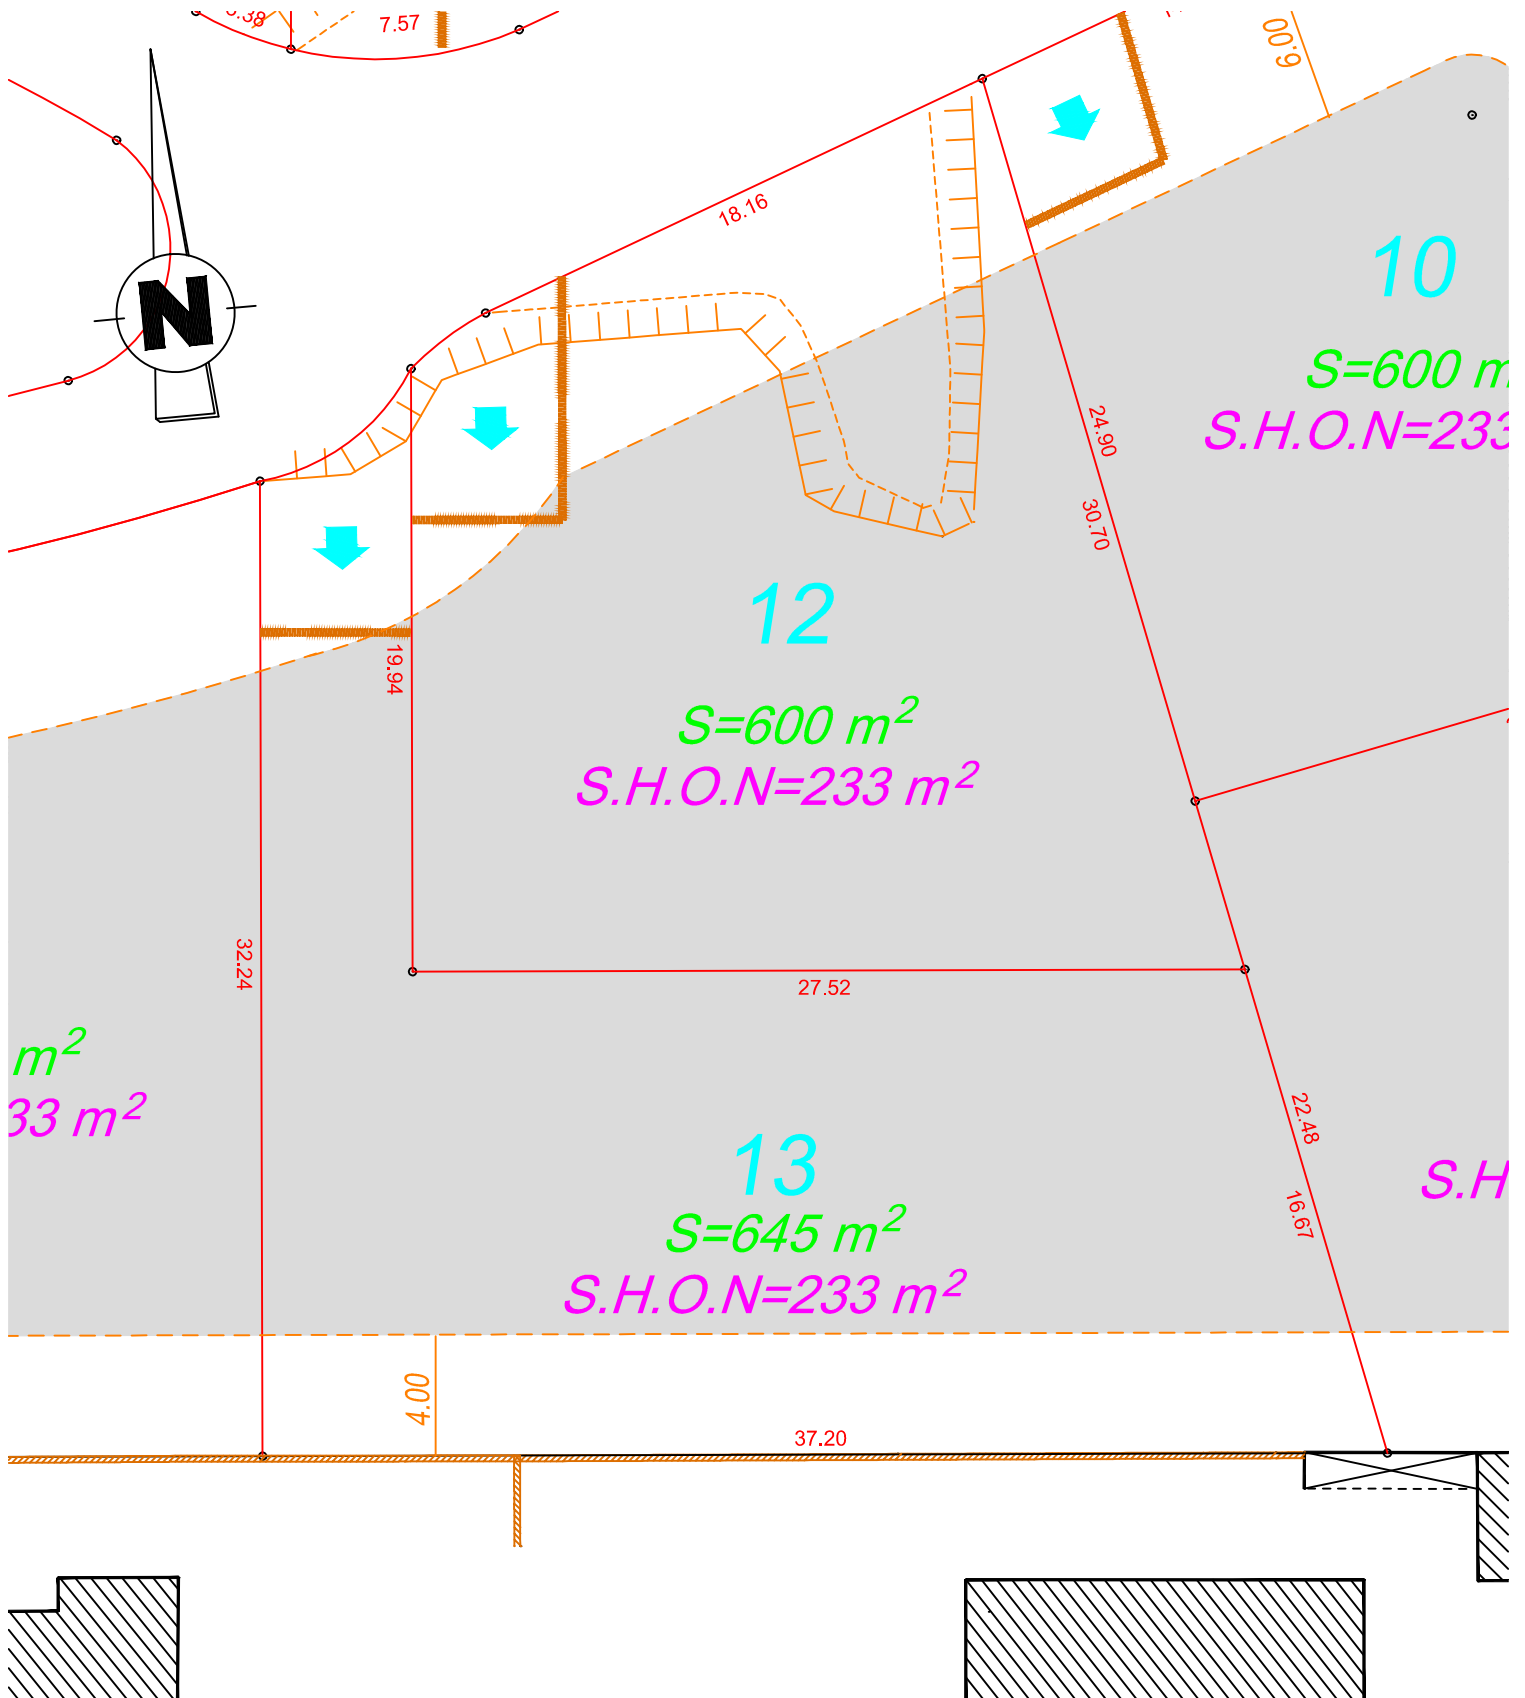 7.57
6.00
18.16
N
10
S=600 m
S.H.O.N=233
24.90
30.70
12
S=600 m²
S.H.O.N=233 m²
19.94
32.24
27.52
m²
33 m²
22.48
16.67
13
S=645 m²
S.H.O.N=233 m²
S.H
4.00
37.20